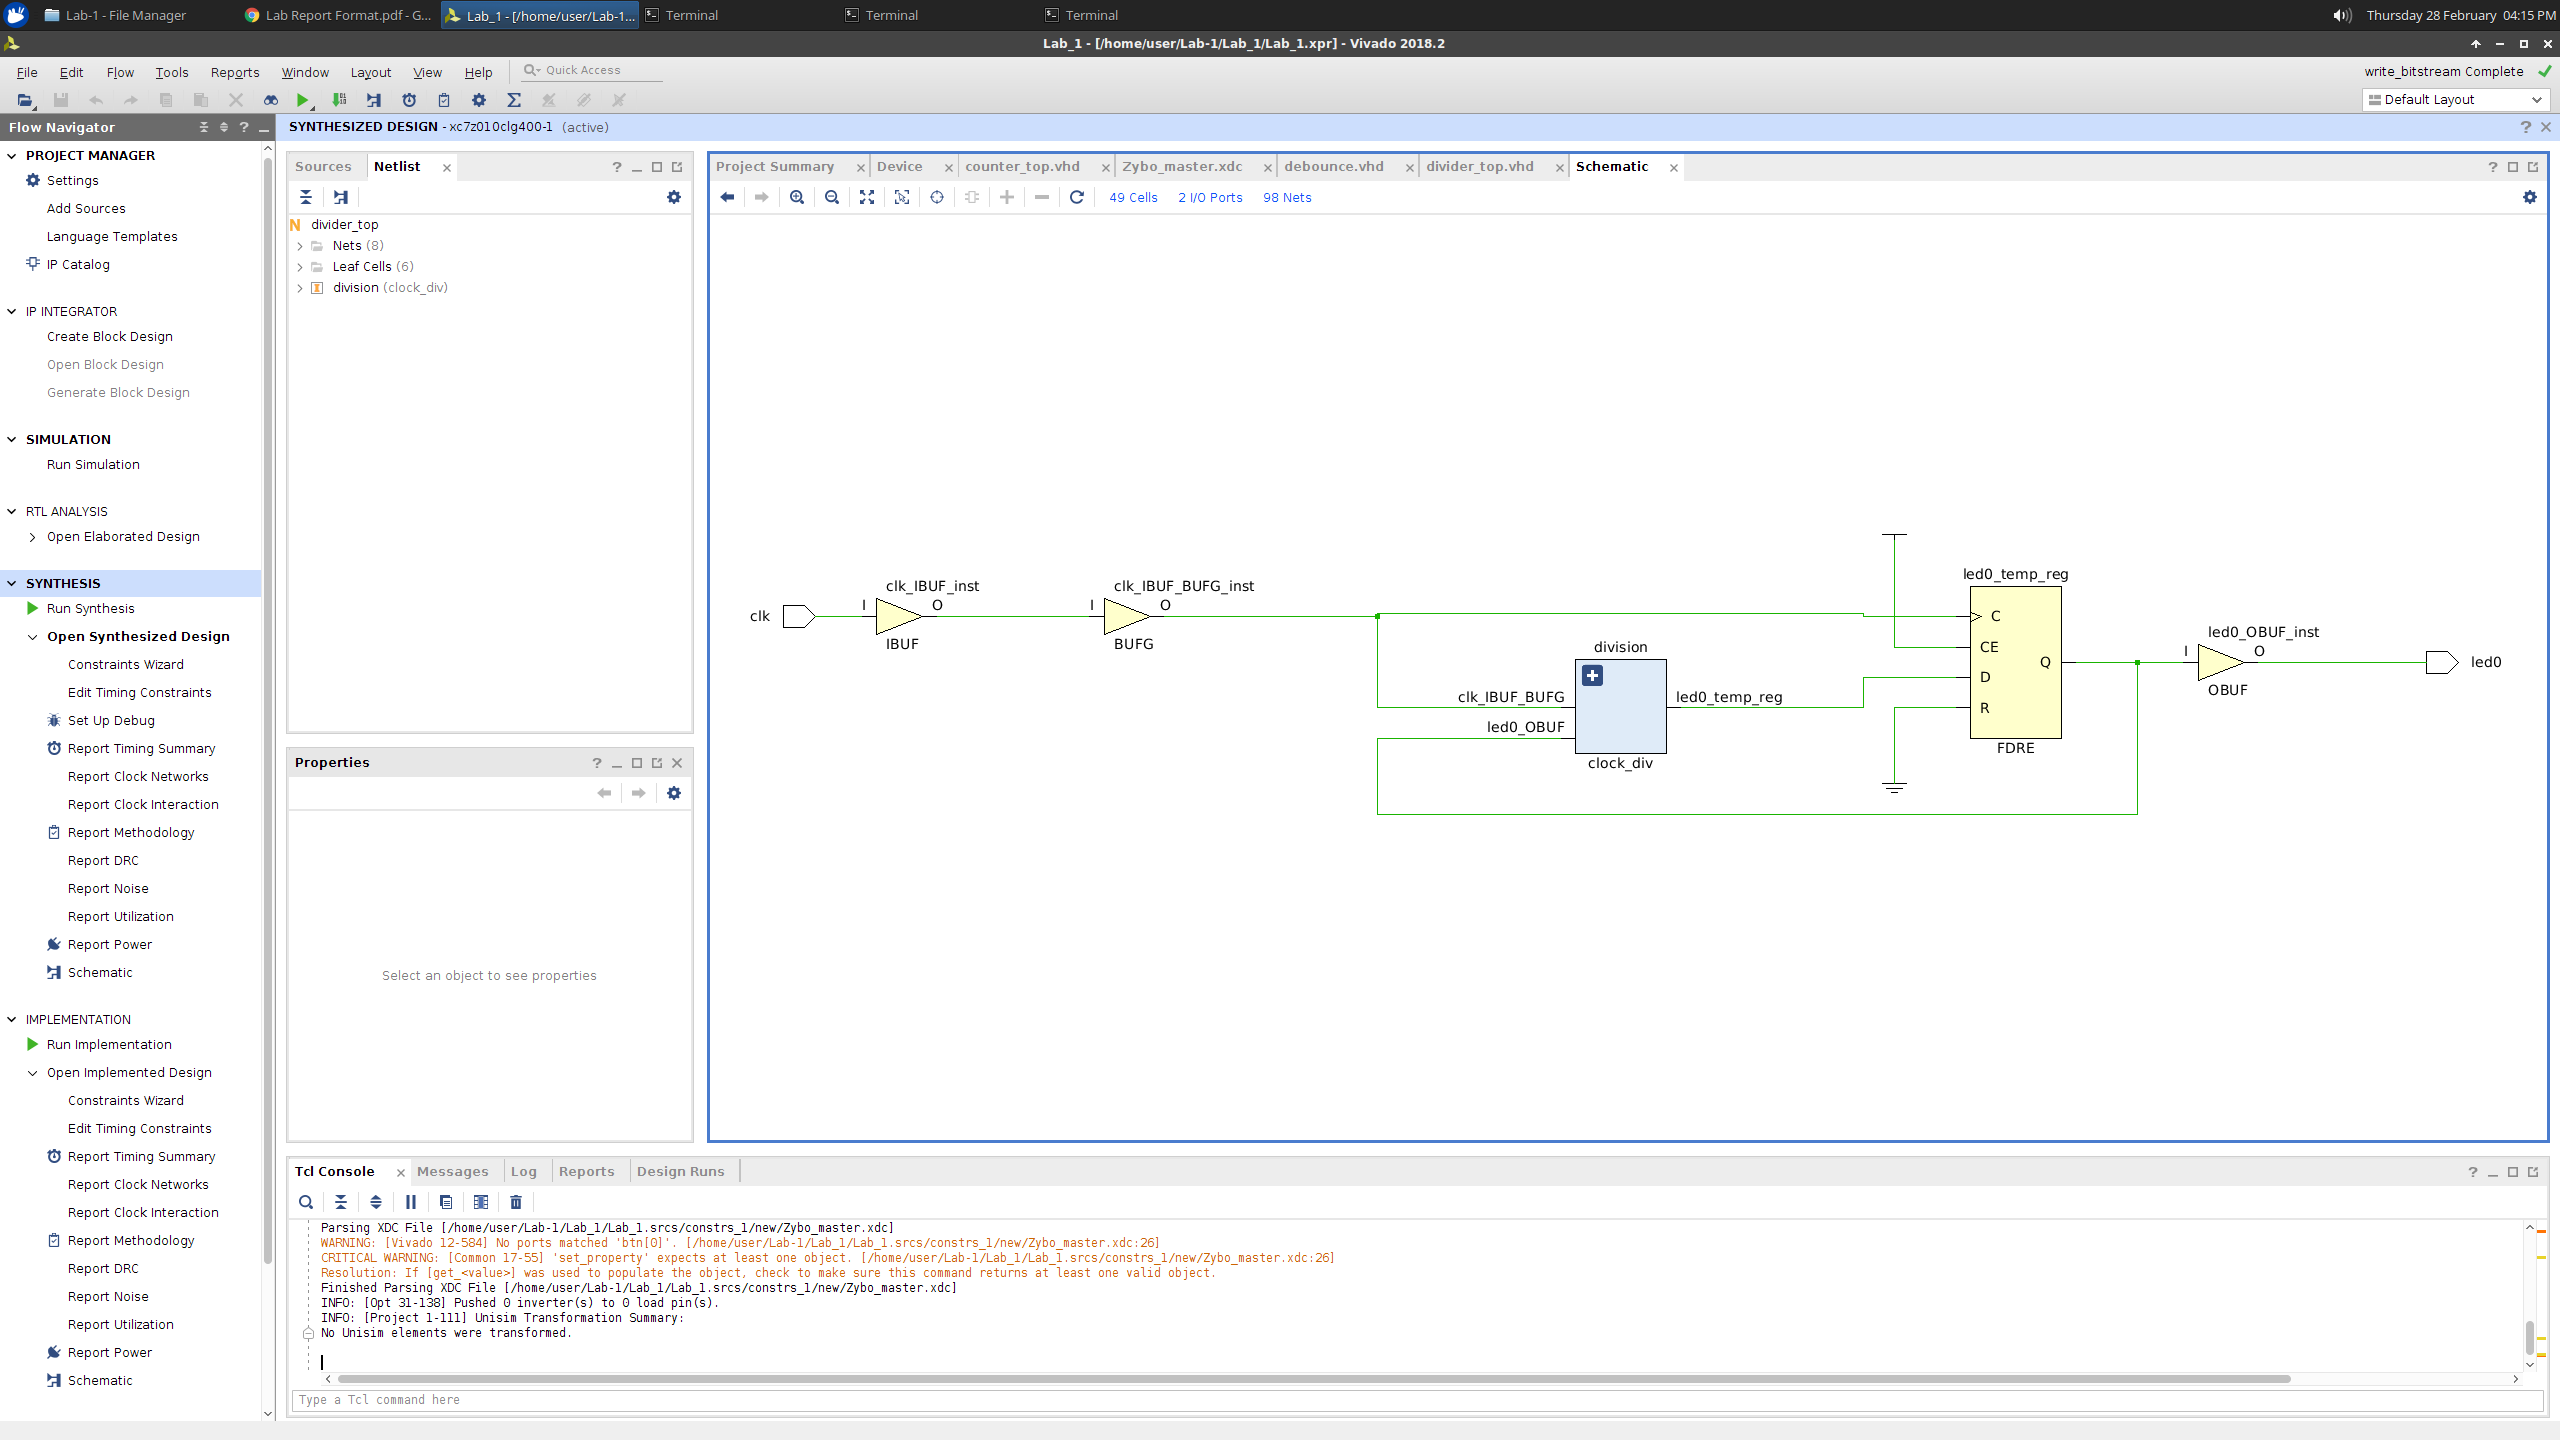 Lab-1 - File Manager
Lab Report Format.pdf - G...
Lab_1 - [/home/user/Lab-1...
Terminal
Terminal
Terminal
Thursday 28 February 04:15 PM
Lab_1 - [/home/user/Lab-1/Lab_1/Lab_1.xpr] - Vivado 2018.2
File Edit Flow Tools Reports Window Layout View Help
Quick Access
write_bitstream Complete
Default Layout
Flow Navigator
PROJECT MANAGER
Settings
Add Sources
Language Templates
IP Catalog
IP INTEGRATOR
Create Block Design
Open Block Design
Generate Block Design
SIMULATION
Run Simulation
RTL ANALYSIS
Open Elaborated Design
SYNTHESIS
Run Synthesis
Open Synthesized Design
Constraints Wizard
Edit Timing Constraints
Set Up Debug
Report Timing Summary
Report Clock Networks
Report Clock Interaction
Report Methodology
Report DRC
Report Noise
Report Utilization
Report Power
Schematic
IMPLEMENTATION
Run Implementation
Open Implemented Design
Constraints Wizard
Edit Timing Constraints
Report Timing Summary
Report Clock Networks
Report Clock Interaction
Report Methodology
Report DRC
Report Noise
Report Utilization
Report Power
Schematic
SYNTHESIZED DESIGN - xc7z010clg400-1 (active)
Sources Netlist
divider_top
Nets (8)
Leaf Cells (6)
division (clock_div)
Properties
Select an object to see properties
Project Summary Device counter_top.vhd Zybo_master.xdc debounce.vhd divider_top.vhd Schematic
49 Cells 2 I/O Ports 98 Nets
clk
clk_IBUF_inst
I O
IBUF
clk_IBUF_BUFG_inst
I O
BUFG
division
clk_IBUF_BUFG
led0_OBUF
led0_temp_reg
clock_div
led0_temp_reg
C
CE
D
R
Q
FDRE
led0_OBUF_inst
I O
OBUF
led0
Tcl Console Messages Log Reports Design Runs
Parsing XDC File [/home/user/Lab-1/Lab_1/Lab_1.srcs/constrs_1/new/Zybo_master.xdc]
WARNING: [Vivado 12-584] No ports matched 'btn[0]'. [/home/user/Lab-1/Lab_1/Lab_1.srcs/constrs_1/new/Zybo_master.xdc:26]
CRITICAL WARNING: [Common 17-55] 'set_property' expects at least one object. [/home/user/Lab-1/Lab_1/Lab_1.srcs/constrs_1/new/Zybo_master.xdc:26]
Resolution: If [get_<value>] was used to populate the object, check to make sure this command returns at least one valid object.
Finished Parsing XDC File [/home/user/Lab-1/Lab_1/Lab_1.srcs/constrs_1/new/Zybo_master.xdc]
INFO: [Opt 31-138] Pushed 0 inverter(s) to 0 load pin(s).
INFO: [Project 1-111] Unisim Transformation Summary:
No Unisim elements were transformed.
Type a Tcl command here